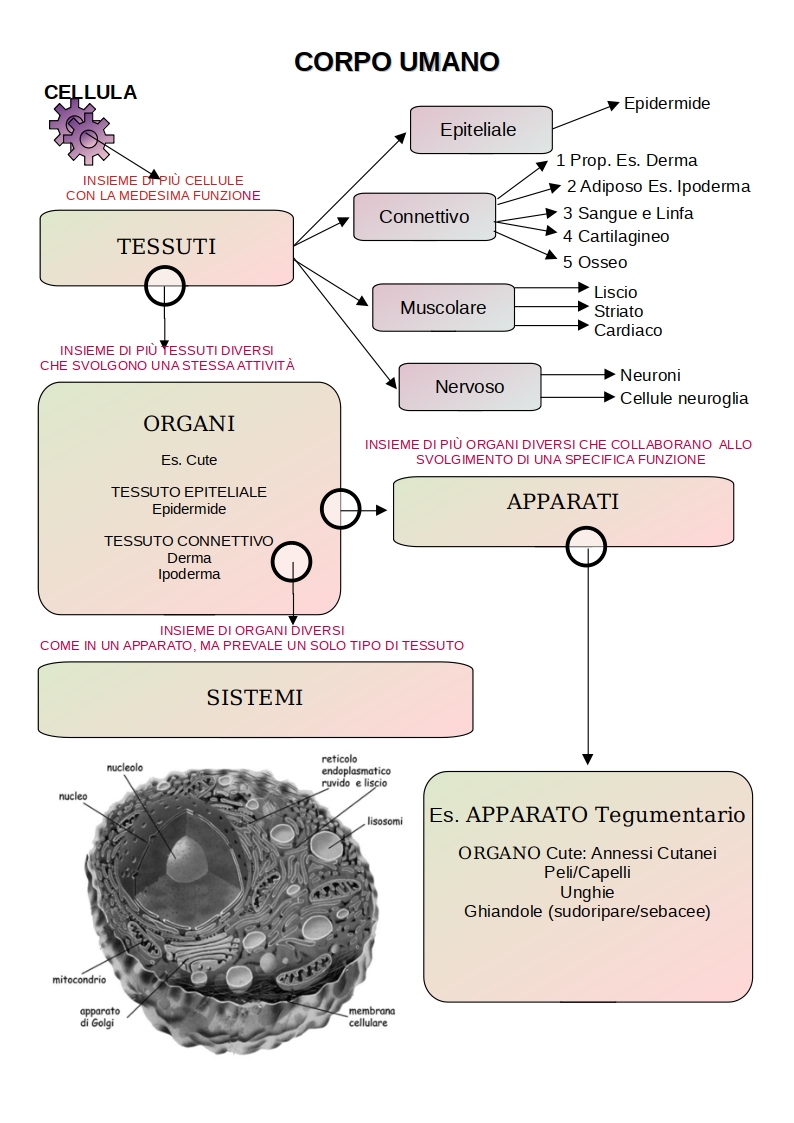 CORPO UMANO
CELLULA
INSIEME DI PIÙ CELLULE
CON LA MEDESIMA FUNZIONE
TESSUTI
Epiteliale
Epidermide
Connettivo
1 Prop. Es. Derma
2 Adiposo Es. Ipoderma
3 Sangue e Linfa
4 Cartilagineo
5 Osseo
Muscolare
Liscio
Striato
Cardiaco
Nervoso
Neuroni
Cellule neuroglia
INSIEME DI PIÙ TESSUTI DIVERSI
CHE SVOLGONO UNA STESSA ATTIVITÀ
ORGANI
Es. Cute
TESSUTO EPITELIALE
Epidermide
TESSUTO CONNETTIVO
Derma
Ipoderma
INSIEME DI PIÙ ORGANI DIVERSI CHE COLLABORANO ALLO
SVOLGIMENTO DI UNA SPECIFICA FUNZIONE
APPARATI
INSIEME DI ORGANI DIVERSI
COME IN UN APPARATO, MA PREVALE UN SOLO TIPO DI TESSUTO
SISTEMI
nucleolo
nucleo
reticolo
endoplasmatico
ruvido e liscio
lisosomi
mitocondrio
apparato
di Golgi
membrana
cellulare
Es. APPARATO Tegumentario
ORGANO Cute: Annessi Cutanei
Peli/Capelli
Unghie
Ghiandole (sudoripare/sebacee)